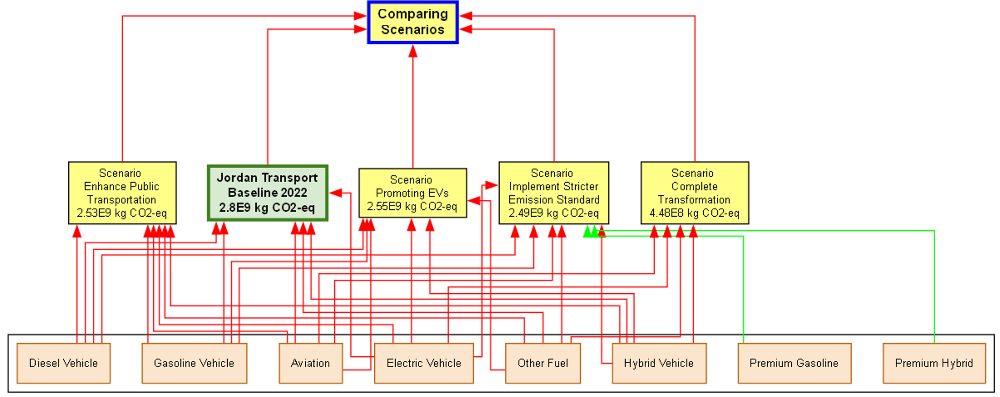 Comparing
Scenarios
Scenario
Enhance Public
Transportation
2.53E9 kg CO2-eq
Jordan Transport
Baseline 2022
2.8E9 kg CO2-eq
Scenario
Promoting EVs
2.55E9 kg CO2-eq
Scenario
Implement Stricter
Emission Standard
2.49E9 kg CO2-eq
Scenario
Complete
Transformation
4.48E8 kg CO2-eq
Diesel Vehicle
Gasoline Vehicle
Aviation
Electric Vehicle
Other Fuel
Hybrid Vehicle
Premium Gasoline
Premium Hybrid